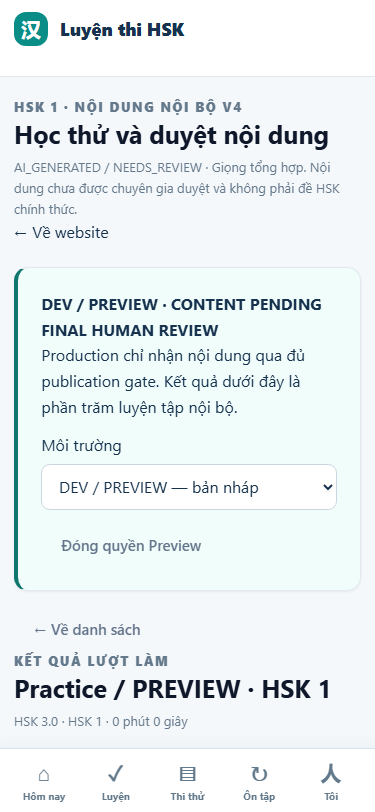 汉 Luyện thi HSK
HSK 1 · NỘI DUNG NỘI BỘ V4
Học thử và duyệt nội dung
AI_GENERATED / NEEDS_REVIEW · Giọng tổng hợp. Nội
dung chưa được chuyên gia duyệt và không phải đề HSK
chính thức.
← Về website
DEV / PREVIEW · CONTENT PENDING
FINAL HUMAN REVIEW
Production chỉ nhận nội dung qua đủ
publication gate. Kết quả dưới đây là
phần trăm luyện tập nội bộ.
Môi trường
DEV / PREVIEW — bản nháp
Đóng quyền Preview
← Về danh sách
KẾT QUẢ LƯỢT LÀM
Practice / PREVIEW · HSK 1
HSK 3.0 · HSK 1 · 0 phút 0 giây
⌂ ✓ ▤ ↻ 人
Hôm nay Luyện Thi thử Ôn tập Tôi